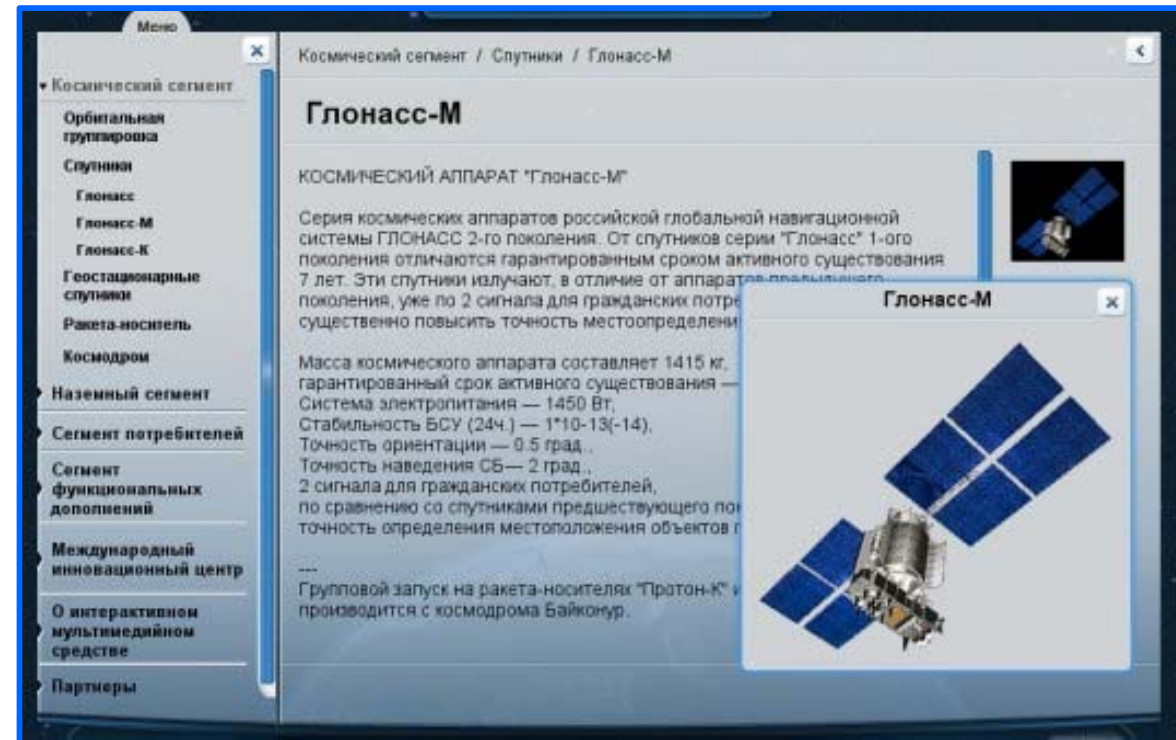 Меню
Космический сегмент
Орбитальная
группировка
Спутники
Глонасс
Глонасс-М
Глонасс-К
Геостационарные
спутники
Ракета-носитель
Космодром
Наземный сегмент
Сегмент потребителей
Сегмент
функциональных
дополнений
Международный
инновационный центр
О интерактивном
мультимедийном
средстве
Партнеры
Космический сегмент / Спутники / Глонасс-М
Глонасс-М
КОСМИЧЕСКИЙ АППАРАТ "Глонасс-М"
Серия космических аппаратов российской глобальной навигационной
системы ГЛОНАСС 2-го поколения. От спутников серии "Глонасс" 1-ого
поколения отличаются гарантированным сроком активного существования
7 лет. Эти спутники излучают, в отличие от аппаратов предыдущего
поколения, уже по 2 сигнала для гражданских
существенно повысить точность
Масса космического аппарата составляет 1415 кг,
гарантированный срок активного существования —
Система электропитания — 1450 Вт,
Стабильность БСУ (24ч.) — 1*10-13(-14),
Точность ориентации — 0.5 град.,
Точность наведения СБ— 2 град.,
2 сигнала для гражданских потребителей,
по сравнению со спутниками предшествующего
точность определения местоположения объектов
---
Групповой запуск на ракета-носителях "Протон-К" и
производится с космодрома Байконур.
Глонасс-М